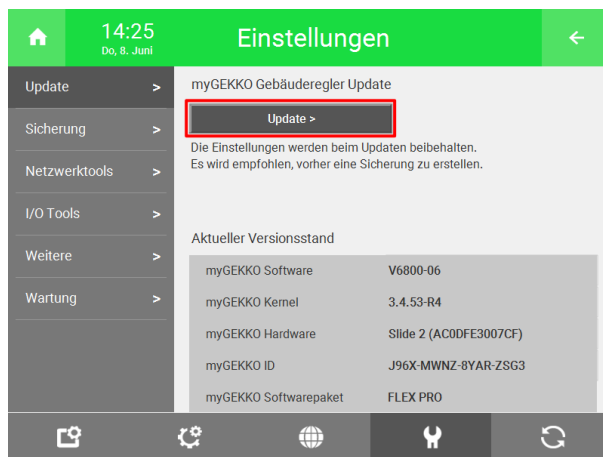 14:25
Do, 8. Juni
Einstellungen
Update >
Sicherung >
Netzwerktools >
I/O Tools >
Weitere >
Wartung >
myGEKKO Gebäuderegler Update
Update >
Die Einstellungen werden beim Updaten beibehalten.
Es wird empfohlen, vorher eine Sicherung zu erstellen.
Aktueller Versionsstand
myGEKKO Software V6800-06
myGEKKO Kernel 3.4.53-R4
myGEKKO Hardware Slide 2 (AC0DFE3007CF)
myGEKKO ID J96X-MWNZ-8YAR-ZSG3
myGEKKO Softwarepaket FLEX PRO